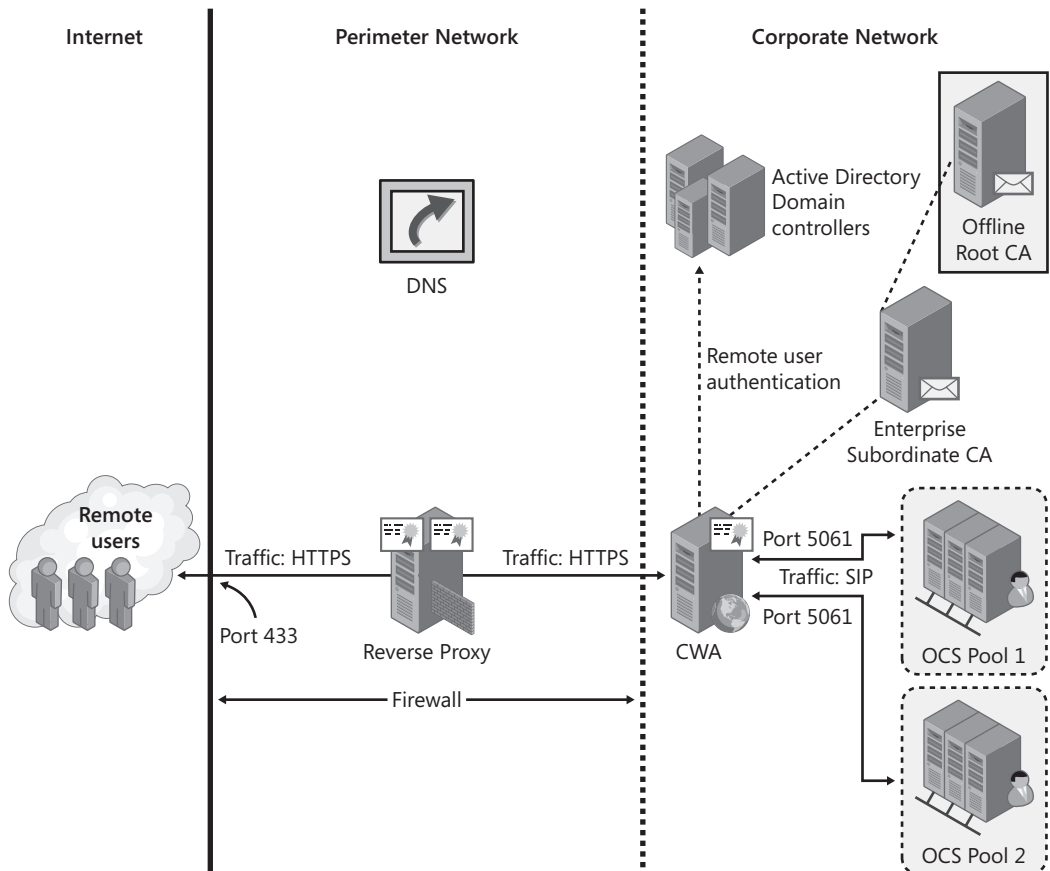 Internet
Perimeter Network
Corporate Network
Active Directory
Domain
controllers
Offline
Root CA
DNS
Remote user
authentication
Enterprise
Subordinate CA
Remote
users
Traffic: HTTPS
Traffic: HTTPS
Port 5061
Traffic: SIP
Port 5061
Port 433
Reverse Proxy
CWA
OCS Pool 1
Firewall
OCS Pool 2